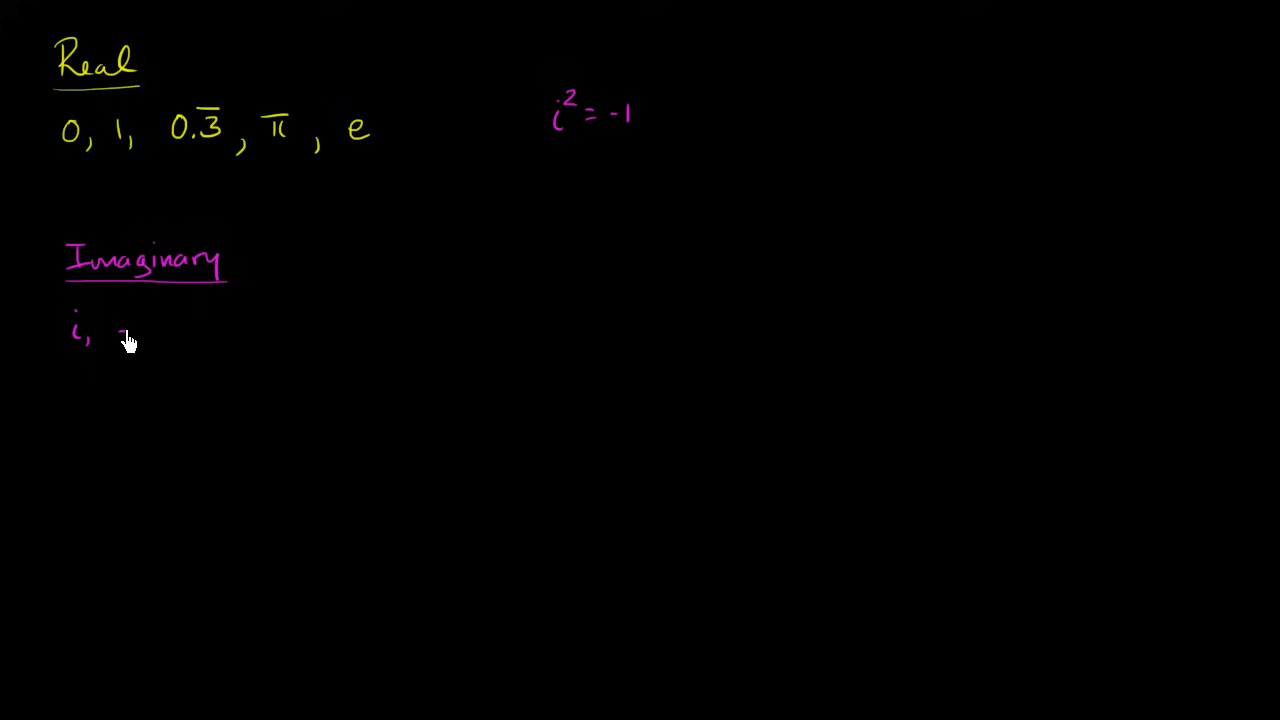 Real
0, 1, 0.3̅, π, e
i² = -1
Imaginary
i, -